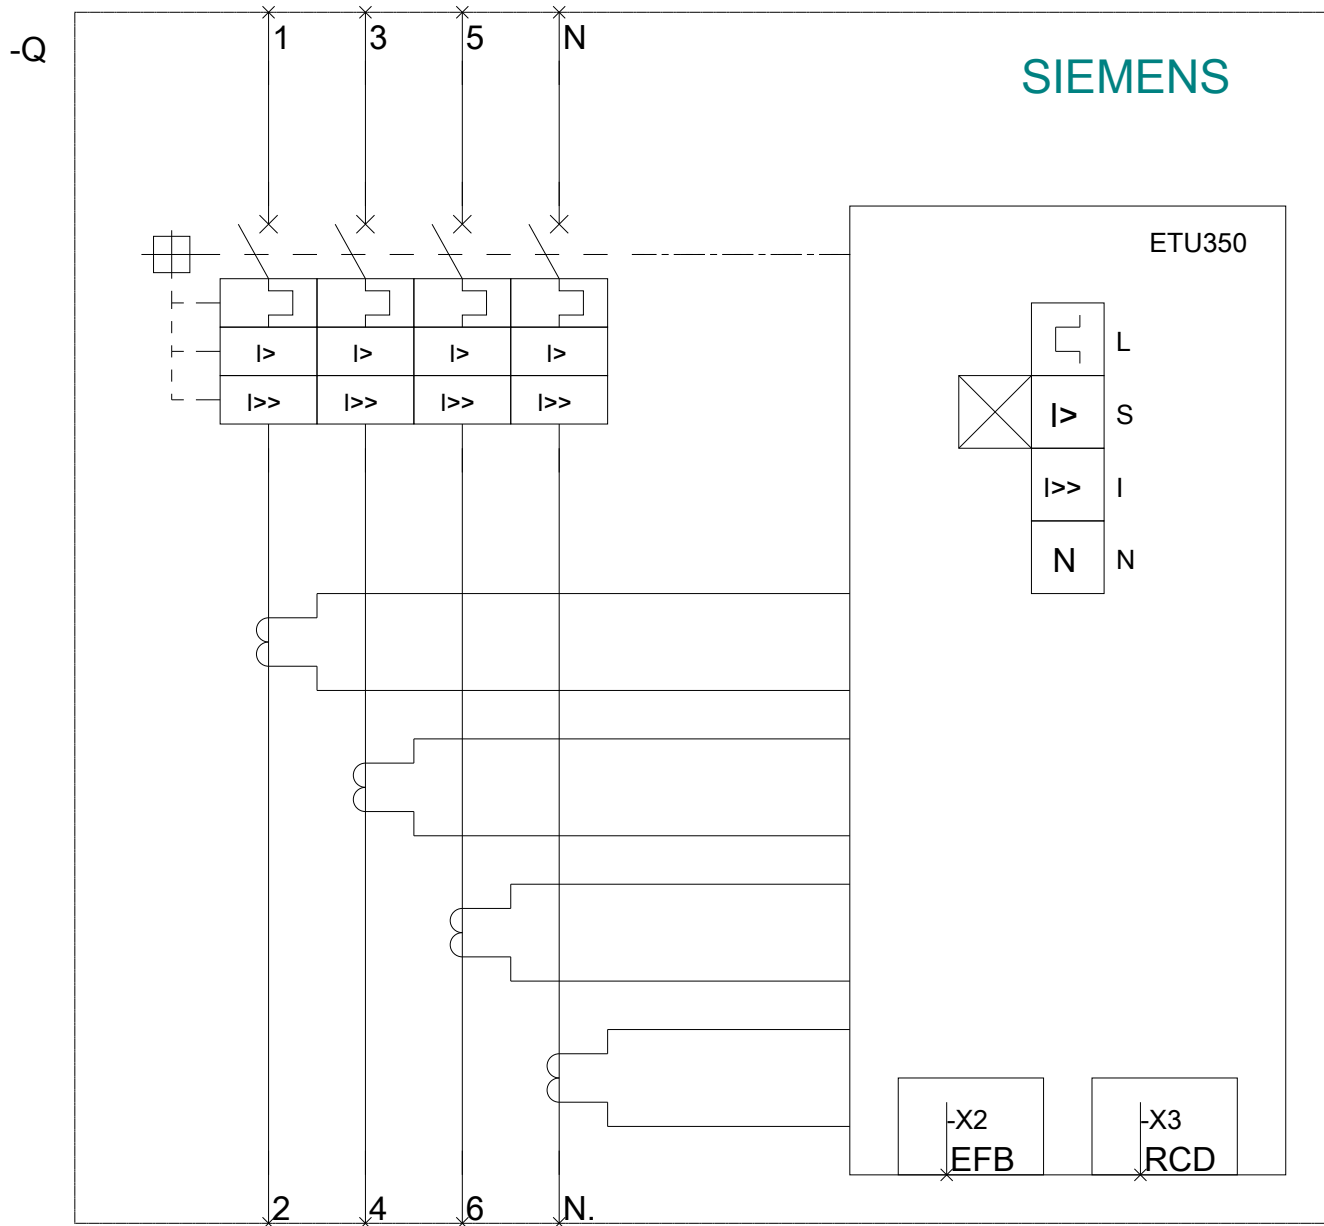 1 3 5 N
-Q
SIEMENS
ETU350
L
I> I> I> I>
I>> I>> I>> I>>
I> S
I>> I
N N
-X2 -X3
EFB RCD
2 4 6 N.